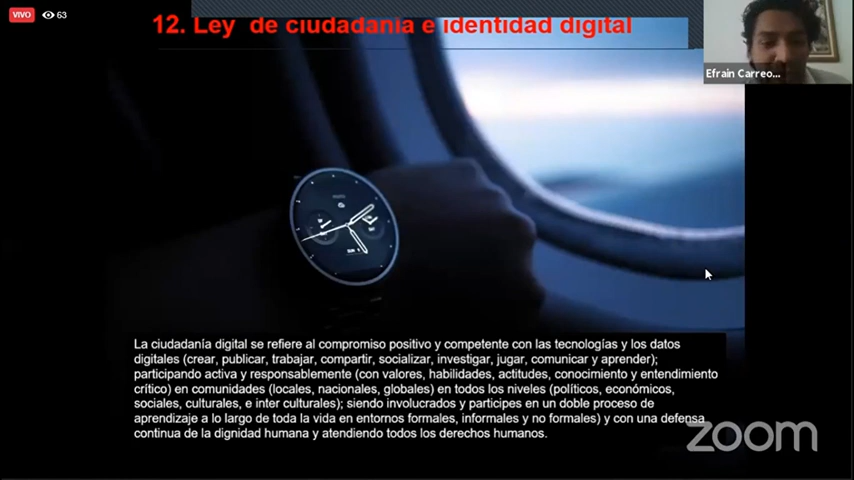 VIVO 63
12. Ley de ciudadanía e identidad digital
Efrain Carreo...
La ciudadanía digital se refiere al compromiso positivo y competente con las tecnologías y los datos
digitales (crear, publicar, trabajar, compartir, socializar, investigar, jugar, comunicar y aprender);
participando activa y responsablemente (con valores, habilidades, actitudes, conocimiento y entendimiento
crítico) en comunidades (locales, nacionales, globales) en todos los niveles (políticos, económicos,
sociales, culturales, e inter culturales); siendo involucrados y participes en un doble proceso de
aprendizaje a lo largo de toda la vida en entornos formales, informales y no formales) y con una defensa
continua de la dignidad humana y atendiendo todos los derechos humanos.
zoom